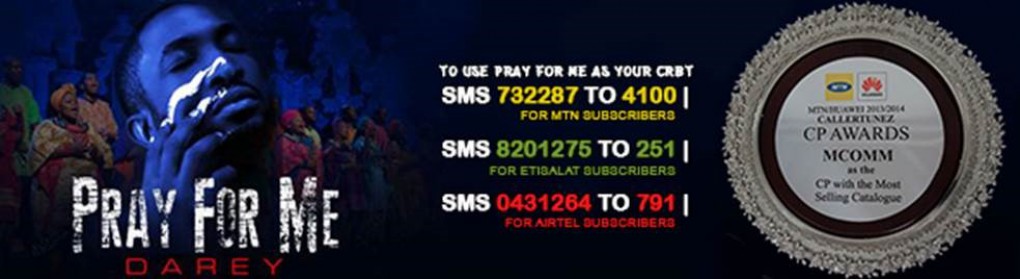 PRAY FOR ME
DAREY
TO USE PRAY FOR ME AS YOUR CRBT
SMS 732287 TO 4100 |
FOR MTN SUBSCRIBERS
SMS 8201275 TO 251 |
FOR ETISALAT SUBSCRIBERS
SMS 0431264 TO 791 |
FOR AIRTEL SUBSCRIBERS
MTN/HUAWEI 2013/2014
CALLERTUNEZ
CP AWARDS
MCOMM
as the
CP with the Most
Selling Catalogue